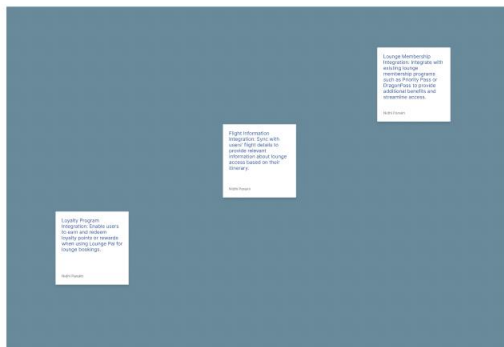 Lounge Membership
Integration: Integrate with
existing lounge
membership programs
such as Priority Pass or
DragonPass to provide
additional benefits and
streamline access.
Flight Information
Integration: Sync with
users' flight details to
provide relevant
information about lounge
access based on their
itinerary.
Loyalty Program
Integration: Enable users
to earn and redeem
loyalty points or rewards
when using Lounge Pal for
lounge bookings.